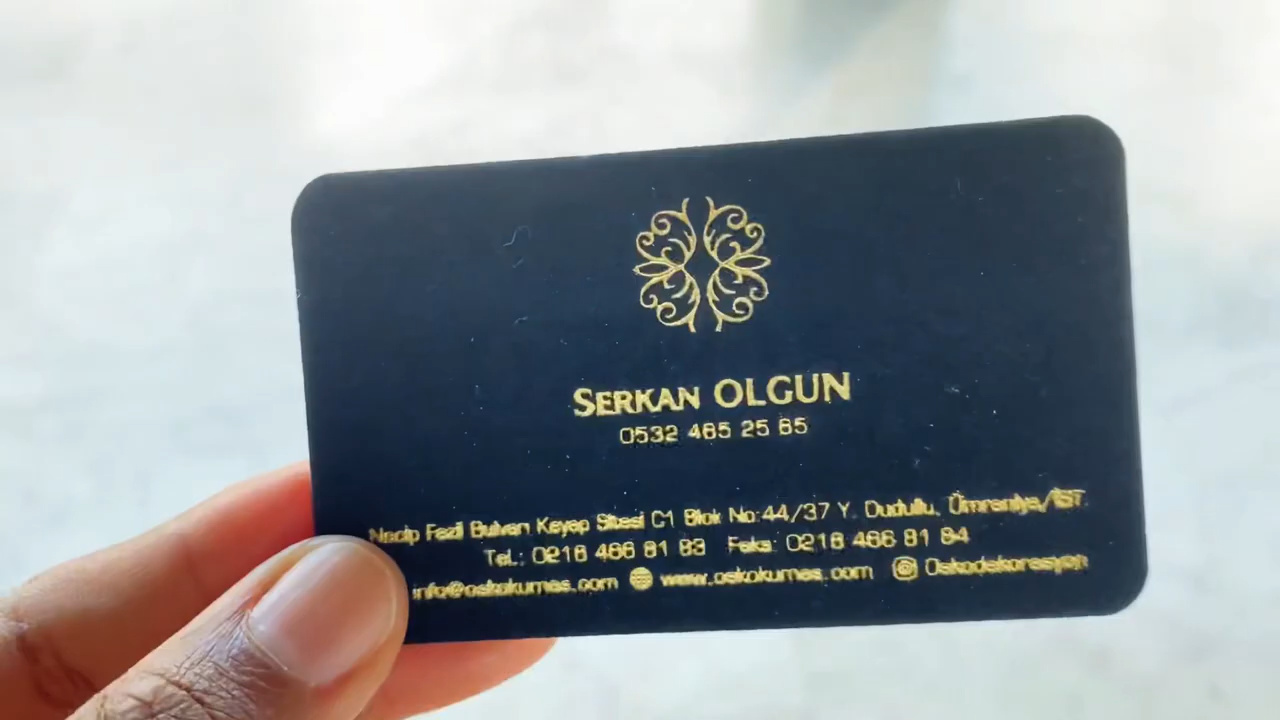 SERKAN OLGUN
0532 465 25 65
Necip Fazıl Bulvarı Keyap Sitesi C1 Blok No:44/37 Y. Dudullu, Ümraniye/İST
Tel.: 0216 466 81 83 Faks: 0216 466 81 84
info@oskokumas.com www.oskokumas.com Oskodekorasyon